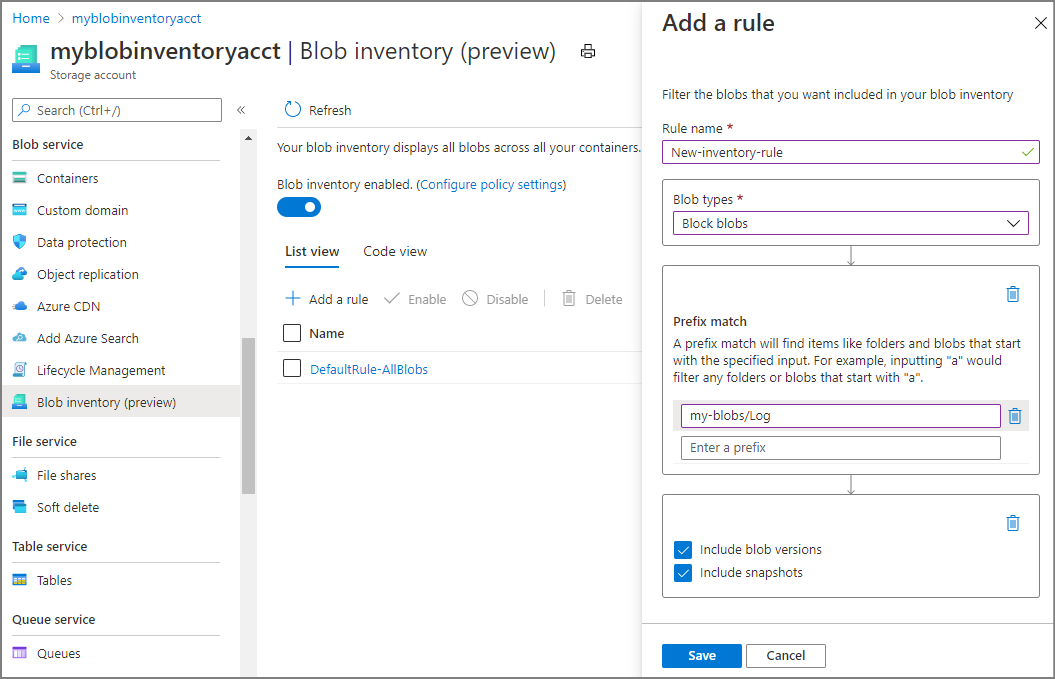 Home > myblobinventoryacct
myblobinventoryacct | Blob inventory (preview)
Storage account
Search (Ctrl+/)
«
Blob service
Containers
Custom domain
Data protection
Object replication
Azure CDN
Add Azure Search
Lifecycle Management
Blob inventory (preview)
File service
File shares
Soft delete
Table service
Tables
Queue service
Queues
Refresh
Your blob inventory displays all blobs across all your containers.
Blob inventory enabled. (Configure policy settings)
List view Code view
Add a rule Enable Disable Delete
Name
DefaultRule-AllBlobs
Add a rule
Filter the blobs that you want included in your blob inventory
Rule name *
New-inventory-rule
Blob types *
Block blobs
Prefix match
A prefix match will find items like folders and blobs that start
with the specified input. For example, inputting "a" would
filter any folders or blobs that start with "a".
my-blobs/Log
Enter a prefix
Include blob versions
Include snapshots
Save Cancel